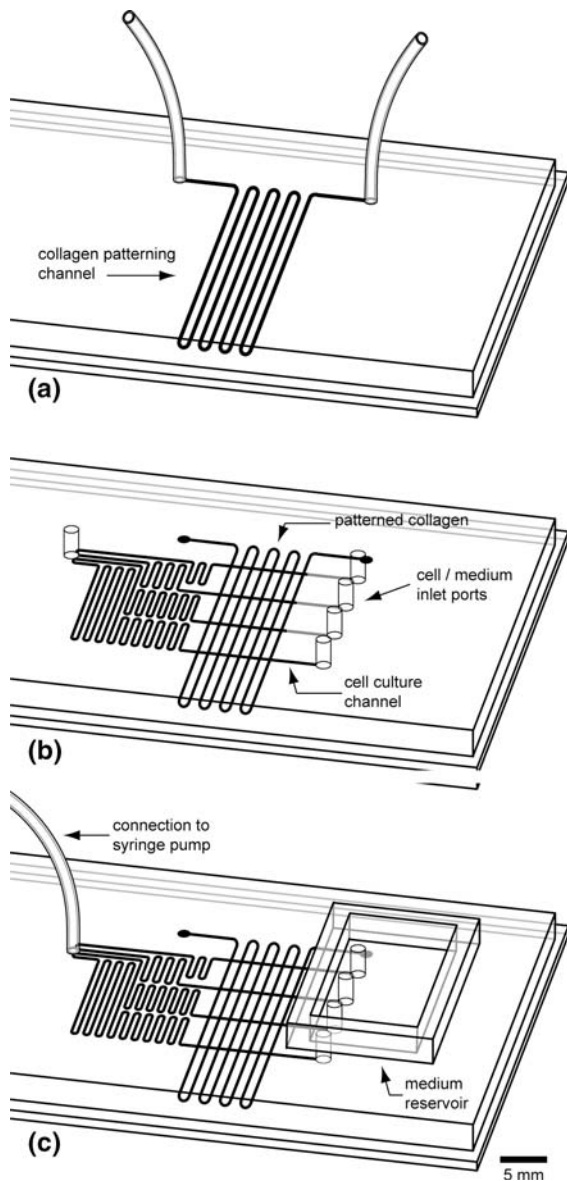 collagen patterning
channel
(a)
patterned collagen
cell / medium
inlet ports
cell culture
channel
(b)
connection to
syringe pump
medium
reservoir
(c)
5 mm